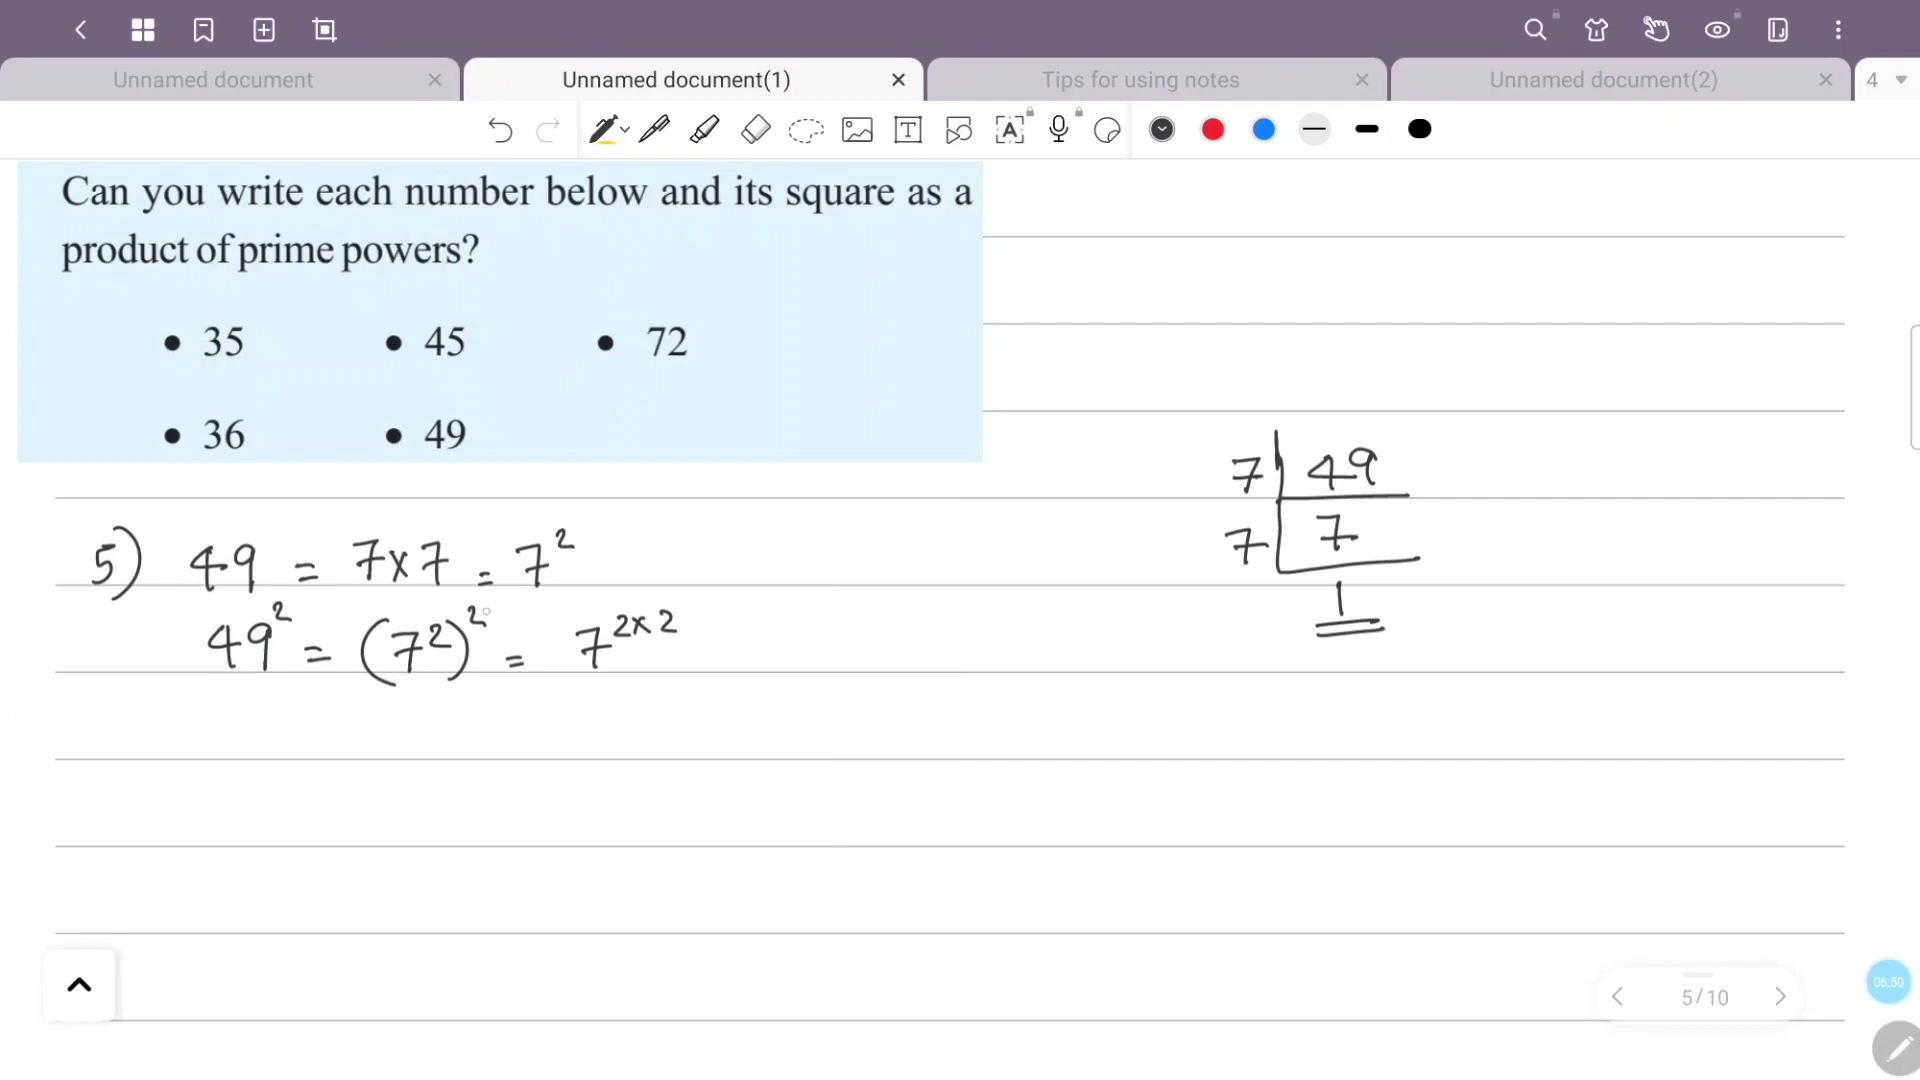 Unnamed document
Unnamed document(1)
Tips for using notes
Unnamed document(2)
4
Can you write each number below and its square as a
product of prime powers?
• 35 • 45 • 72
• 36 • 49
5) 49 = 7×7 = 7²
49² = (7²)² = 7²ˣ²
7 | 49
7 | 7
1
5/10
06:50